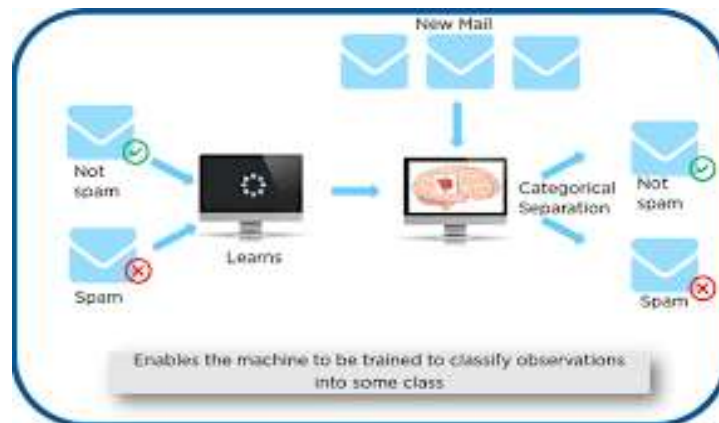 New Mail
Not
spam
Spam
Learns
Categorical
Separation
Not
spam
Spam
Enables the machine to be trained to classify observations
into some class